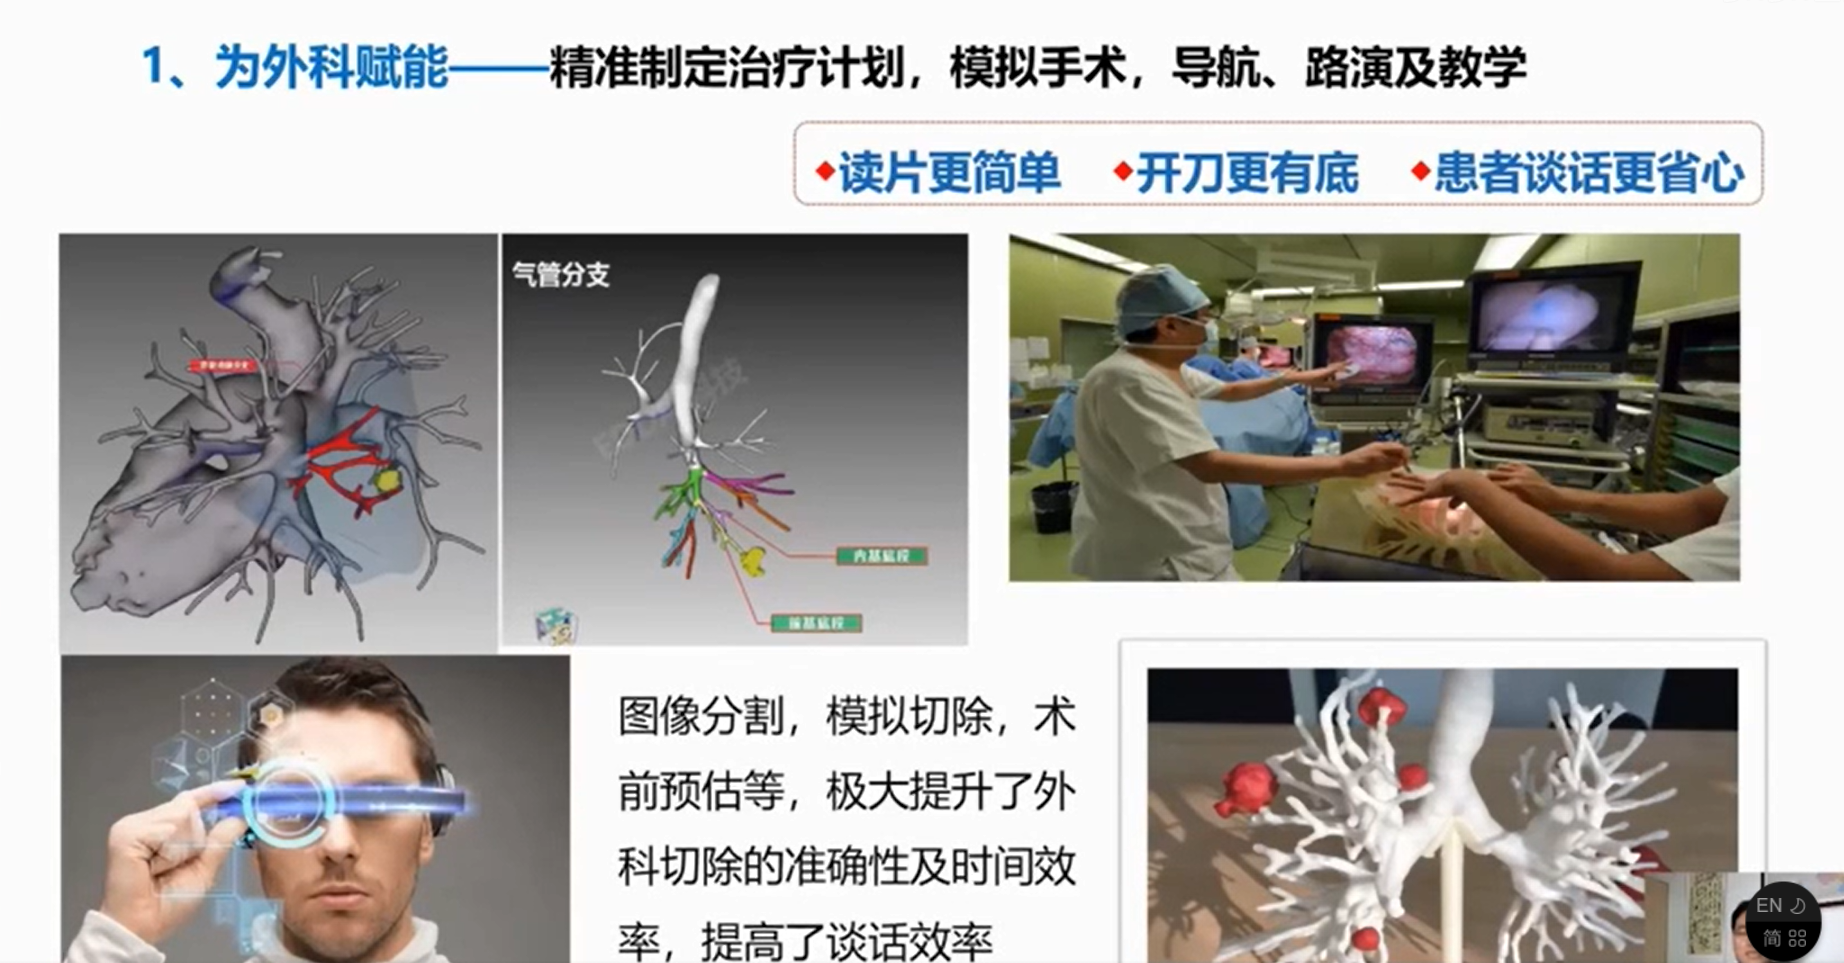 1、为外科赋能——精准制定治疗计划，模拟手术，导航、路演及教学
读片更简单 开刀更有底 患者谈话更省心
气管分支
内基底段
图像分割，模拟切除，术
前预估等，极大提升了外
科切除的准确性及时间效
率，提高了谈话效率
EN
简